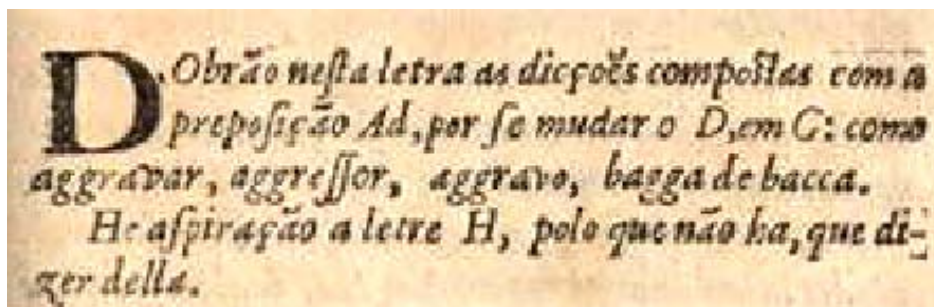 DObrão neſta letra as dicçoẽs compoſtas com a
prepoſição Ad, por ſe mudar o D, em G: como
aggravar, aggreſſor, aggravo, bagga de bacca.
He aſpiração a letre H, polo que não ha, que di-
zer della.